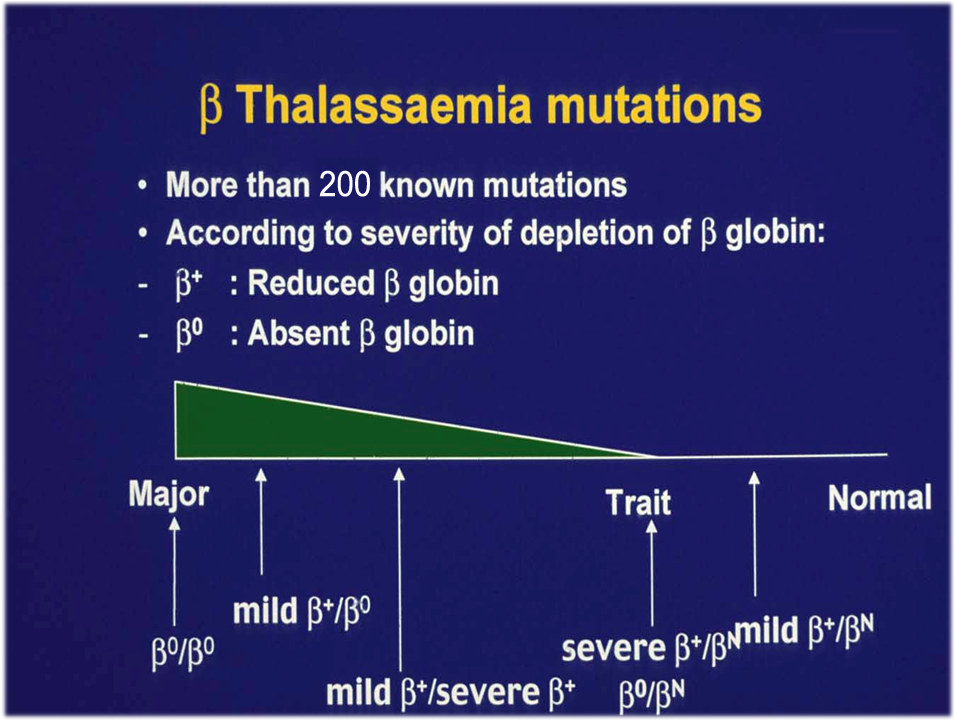 β Thalassaemia mutations
• More than 200 known mutations
• According to severity of depletion of β globin:
- β⁺ : Reduced β globin
- β⁰ : Absent β globin
Major Trait Normal
mild β⁺/β⁰
β⁰/β⁰
severe β⁺/βᴺ
mild β⁺/βᴺ
mild β⁺/severe β⁺
β⁰/βᴺ